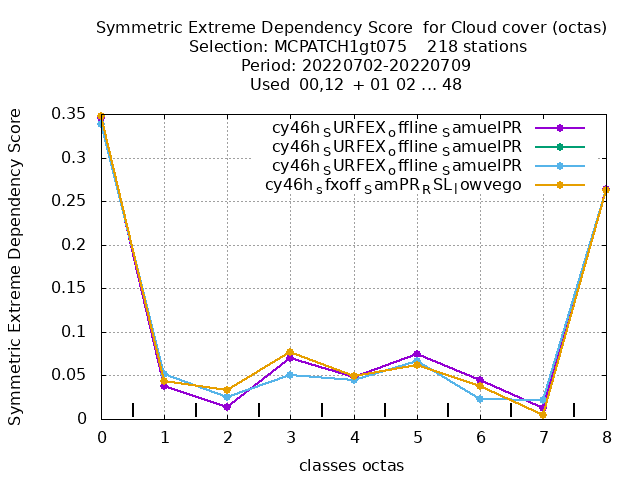 Symmetric Extreme Dependency Score for Cloud cover (octas)
Selection: MCPATCH1gt075 218 stations
Period: 20220702-20220709
Used 00,12 + 01 02 ... 48
Symmetric Extreme Dependency Score
0.35
0.3
0.25
0.2
0.15
0.1
0.05
0
cy46h_SURFEX_offline_SamuelPR
cy46h_SURFEX_offline_SamuelPR
cy46h_SURFEX_offline_SamuelPR
cy46h_sfxoff_SamPR_RSL_lowvego
0 1 2 3 4 5 6 7 8
classes octas